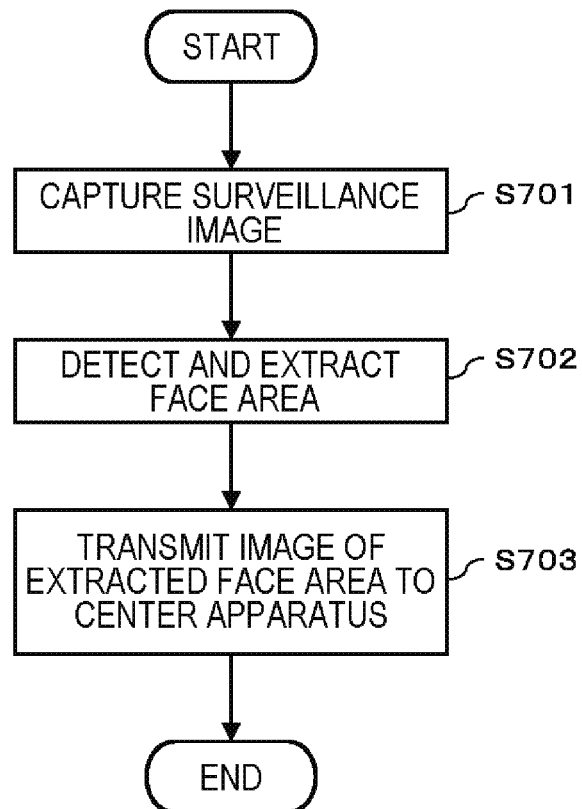 START
CAPTURE SURVEILLANCE
IMAGE
S701
DETECT AND EXTRACT
FACE AREA
S702
TRANSMIT IMAGE OF
EXTRACTED FACE AREA TO
CENTER APPARATUS
S703
END